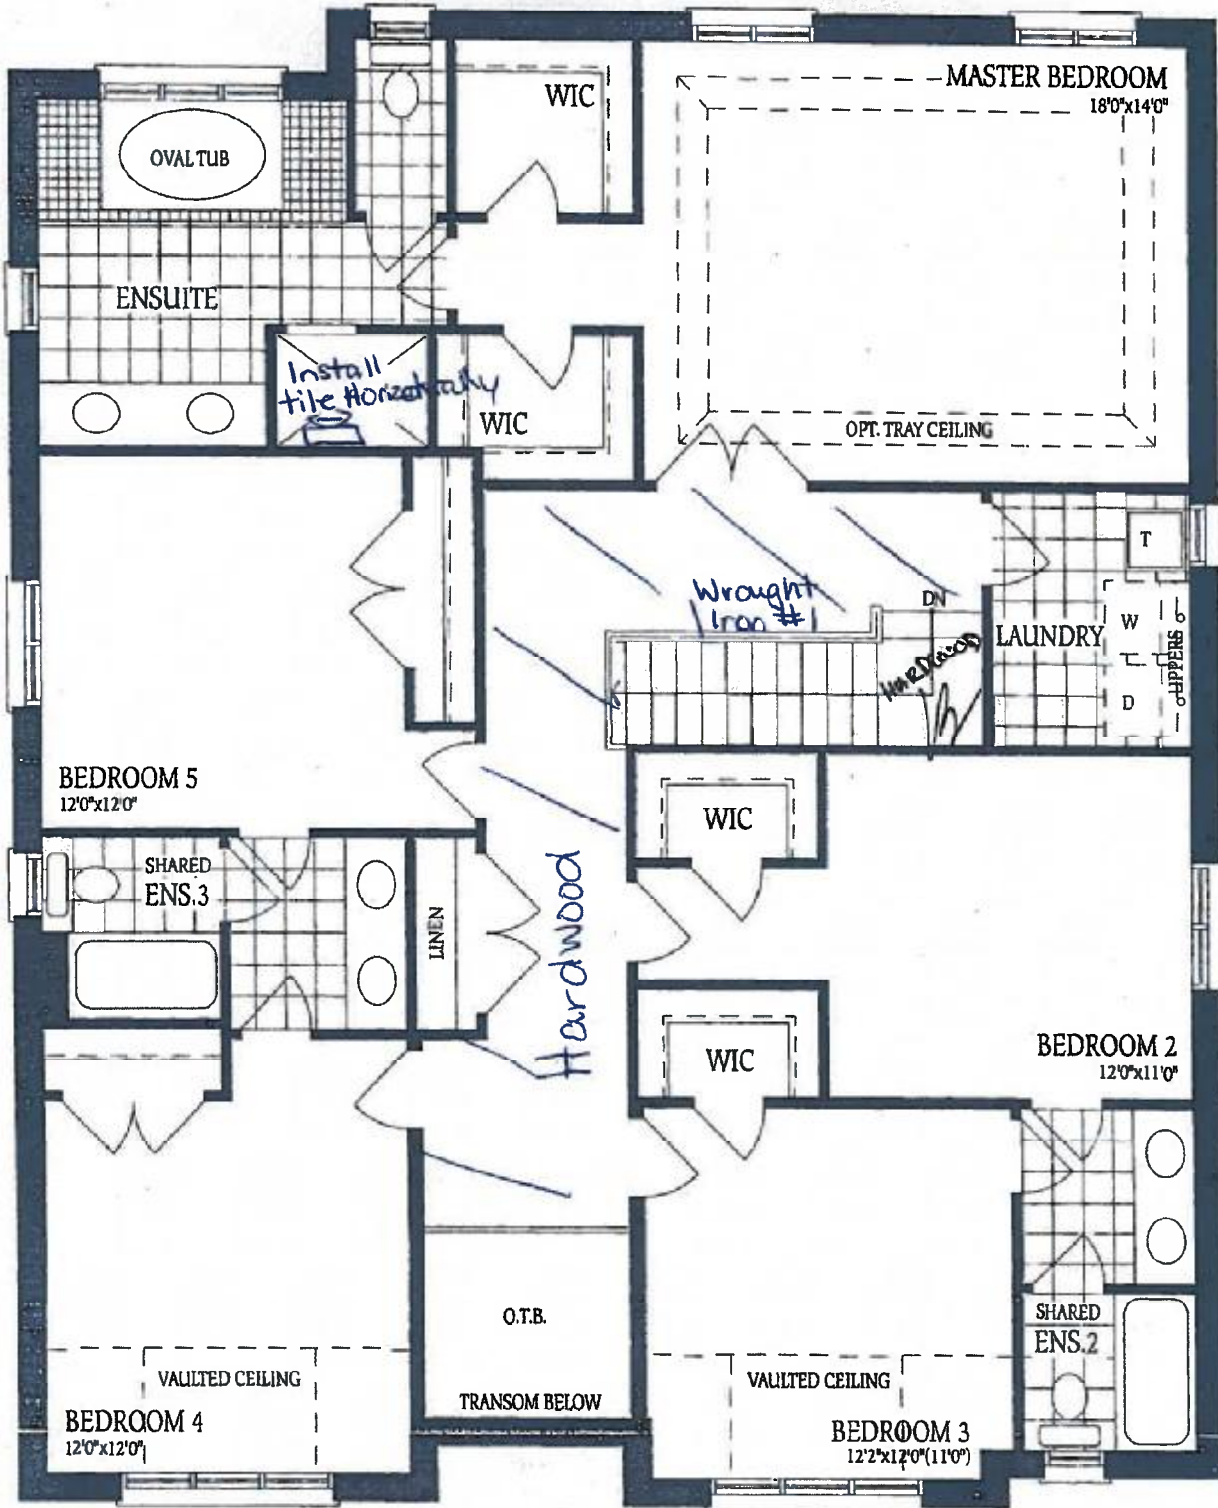 WIC
MASTER BEDROOM
18'0"x14'0"
OVAL TUB
ENSUITE
Install
tile Horizontally
WIC
OPT. TRAY CEILING
T
Wrought
Iron #1
DN
LAUNDRY
W
UPPERS
HARDWOOD
D
BEDROOM 5
12'0"x12'0"
WIC
SHARED
ENS.3
LINEN
Hardwood
BEDROOM 2
12'0"x11'0"
WIC
O.T.B.
SHARED
ENS.2
VAULTED CEILING
VAULTED CEILING
TRANSOM BELOW
BEDROOM 4
12'0"x12'0"
BEDROOM 3
12'2"x12'0"(11'0")